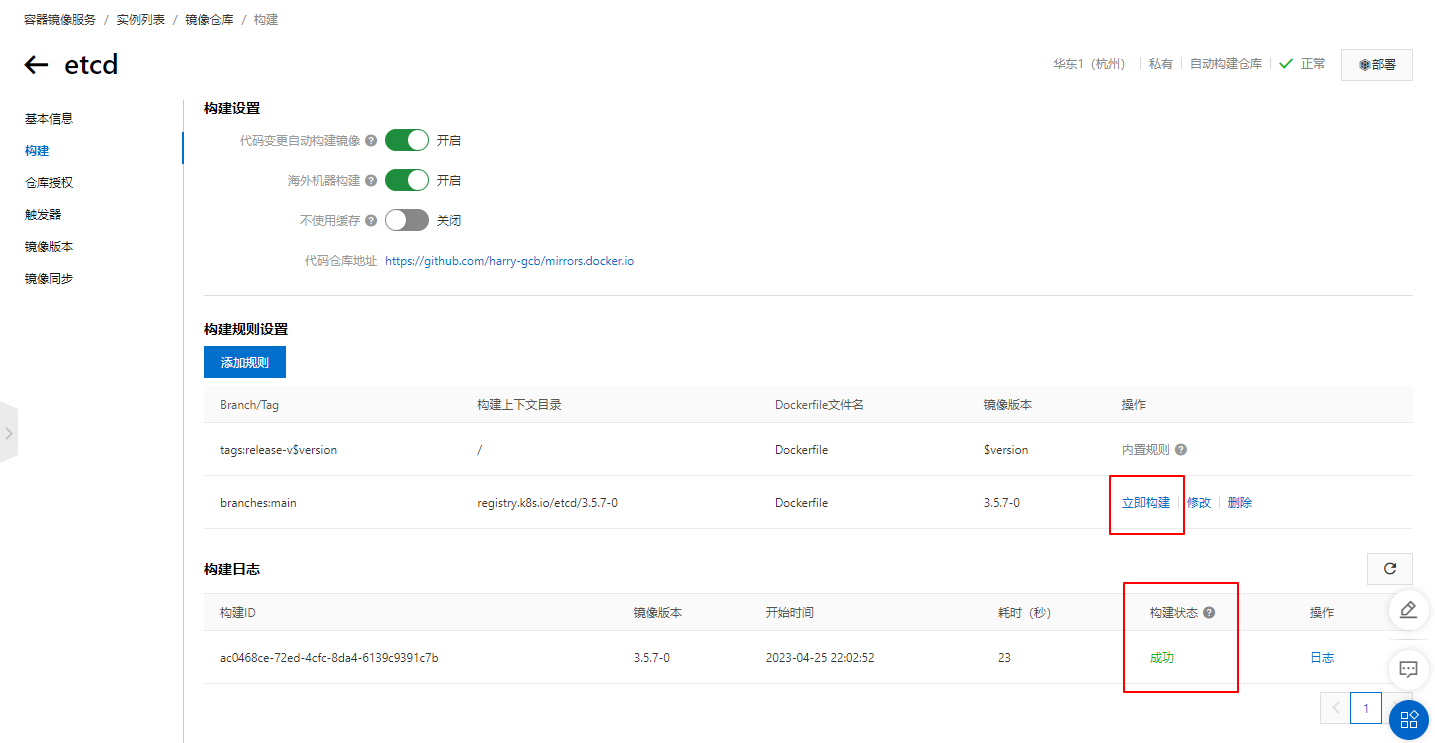 容器镜像服务 / 实例列表 / 镜像仓库 / 构建
etcd
华东1（杭州） 私有 自动构建仓库 正常 部署
基本信息
构建
仓库授权
触发器
镜像版本
镜像同步
构建设置
代码变更自动构建镜像 ? 开启
海外机器构建 ? 开启
不使用缓存 ? 关闭
代码仓库地址 https://github.com/harry-gcb/mirrors.docker.io
构建规则设置
添加规则
Branch/Tag 构建上下文目录 Dockerfile文件名 镜像版本 操作
tags:release-v$version / Dockerfile $version 内置规则 ?
branches:main registry.k8s.io/etcd/3.5.7-0 Dockerfile 3.5.7-0 立即构建 修改 删除
构建日志
构建ID 镜像版本 开始时间 耗时（秒） 构建状态 ? 操作
ac0468ce-72ed-4cfc-8da4-6139c9391c7b 3.5.7-0 2023-04-25 22:02:52 23 成功 日志
1